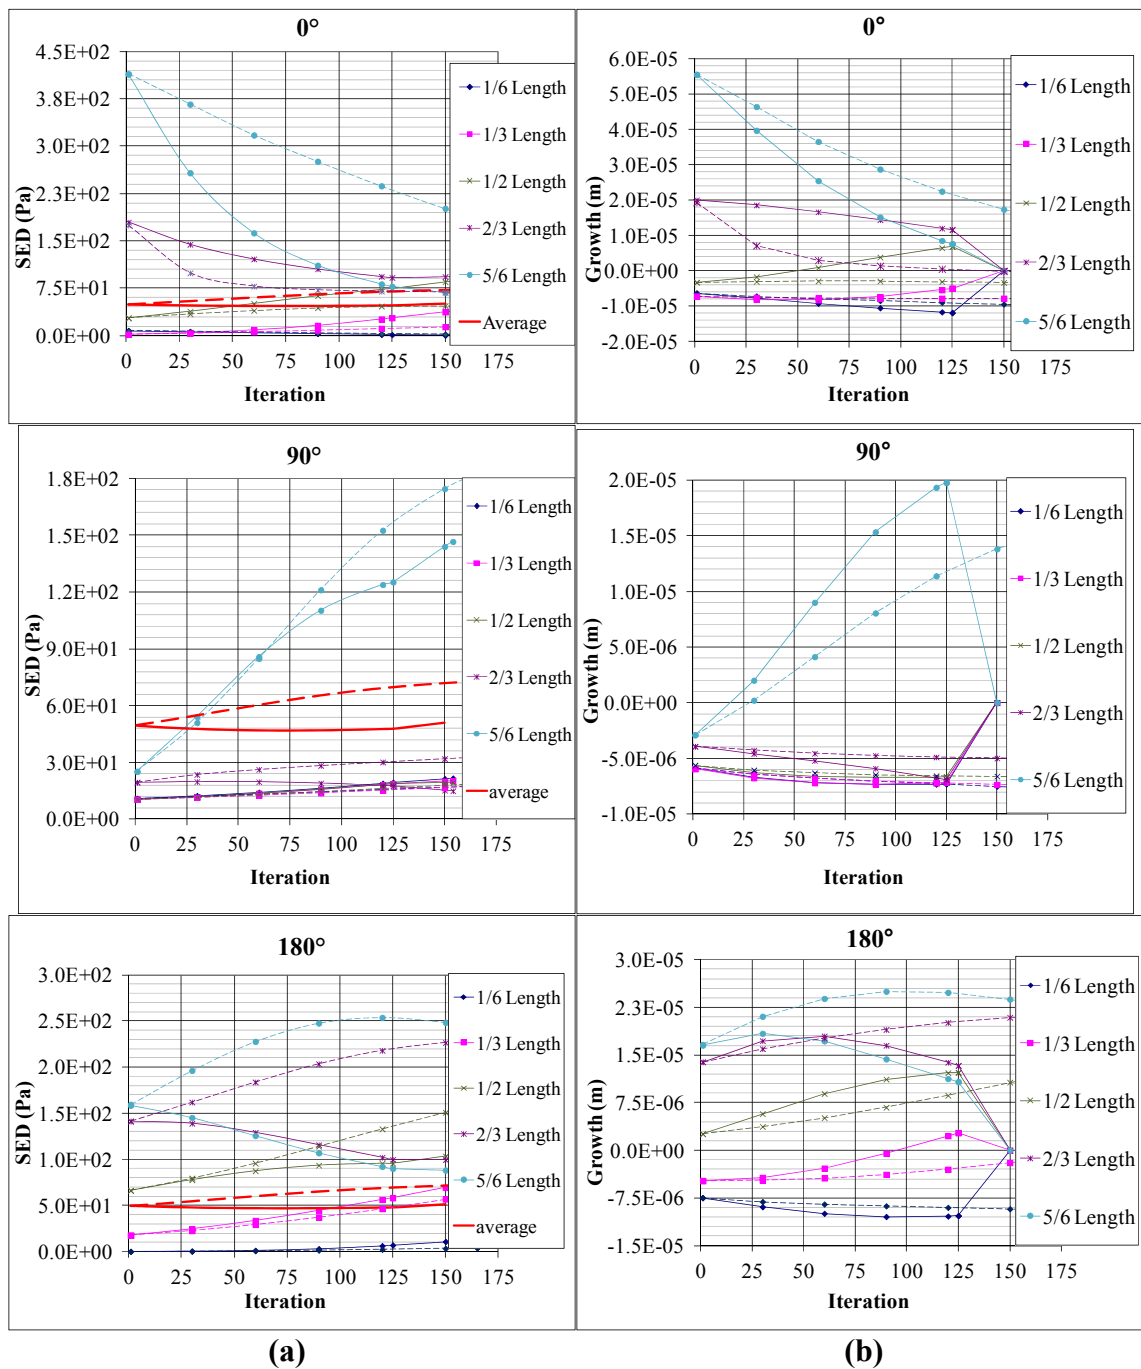 0°
4.5E+02
3.8E+02
3.0E+02
2.3E+02
1.5E+02
7.5E+01
0.0E+00
SED (Pa)
0 25 50 75 100 125 150 175
Iteration
1/6 Length
1/3 Length
1/2 Length
2/3 Length
5/6 Length
Average
0°
6.0E-05
5.0E-05
4.0E-05
3.0E-05
2.0E-05
1.0E-05
0.0E+00
-1.0E-05
-2.0E-05
Growth (m)
0 25 50 75 100 125 150 175
Iteration
1/6 Length
1/3 Length
1/2 Length
2/3 Length
5/6 Length
90°
1.8E+02
1.5E+02
1.2E+02
9.0E+01
6.0E+01
3.0E+01
0.0E+00
SED (Pa)
0 25 50 75 100 125 150 175
Iteration
1/6 Length
1/3 Length
1/2 Length
2/3 Length
5/6 Length
average
90°
2.0E-05
1.5E-05
1.0E-05
5.0E-06
0.0E+00
-5.0E-06
-1.0E-05
Growth (m)
0 25 50 75 100 125 150 175
Iteration
1/6 Length
1/3 Length
1/2 Length
2/3 Length
5/6 Length
180°
3.0E+02
2.5E+02
2.0E+02
1.5E+02
1.0E+02
5.0E+01
0.0E+00
SED (Pa)
0 25 50 75 100 125 150 175
Iteration
1/6 Length
1/3 Length
1/2 Length
2/3 Length
5/6 Length
average
180°
3.0E-05
2.3E-05
1.5E-05
7.5E-06
0.0E+00
-7.5E-06
-1.5E-05
Growth (m)
0 25 50 75 100 125 150 175
Iteration
1/6 Length
1/3 Length
1/2 Length
2/3 Length
5/6 Length
(a)
(b)